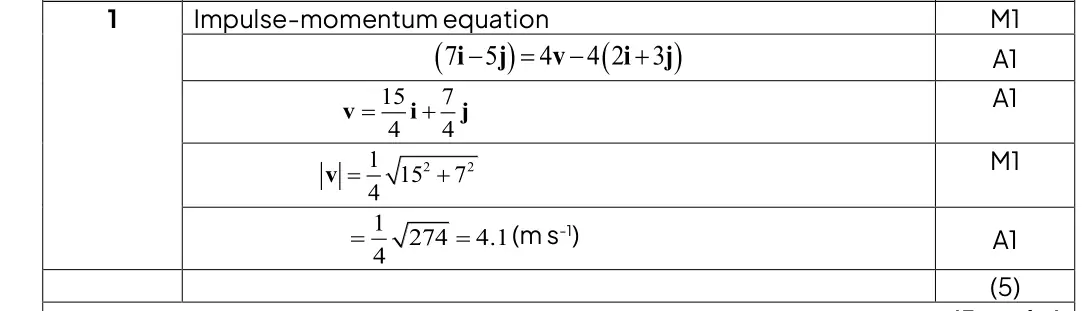 1 Impulse-momentum equation M1
(7i−5j)=4v−4(2i+3j) A1
v = 15/4 i + 7/4 j A1
|v| = 1/4 √(15² + 7²) M1
= 1/4 √274 = 4.1 (m s⁻¹) A1
(5)